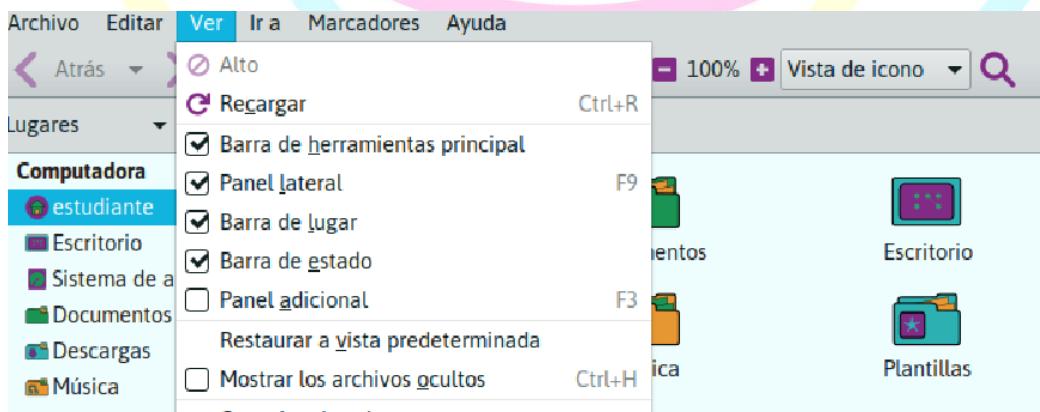 Archivo Editar Ver Ir a Marcadores Ayuda
Atrás
100% Vista de icono
Alto
Recargar Ctrl+R
Lugares
Barra de herramientas principal
Panel lateral F9
Barra de lugar
Barra de estado
Panel adicional F3
Restaurar a vista predeterminada
Mostrar los archivos ocultos Ctrl+H
Computadora
estudiante
Escritorio
Sistema de a
Documentos
Descargas
Música
entos
Escritorio
ica
Plantillas